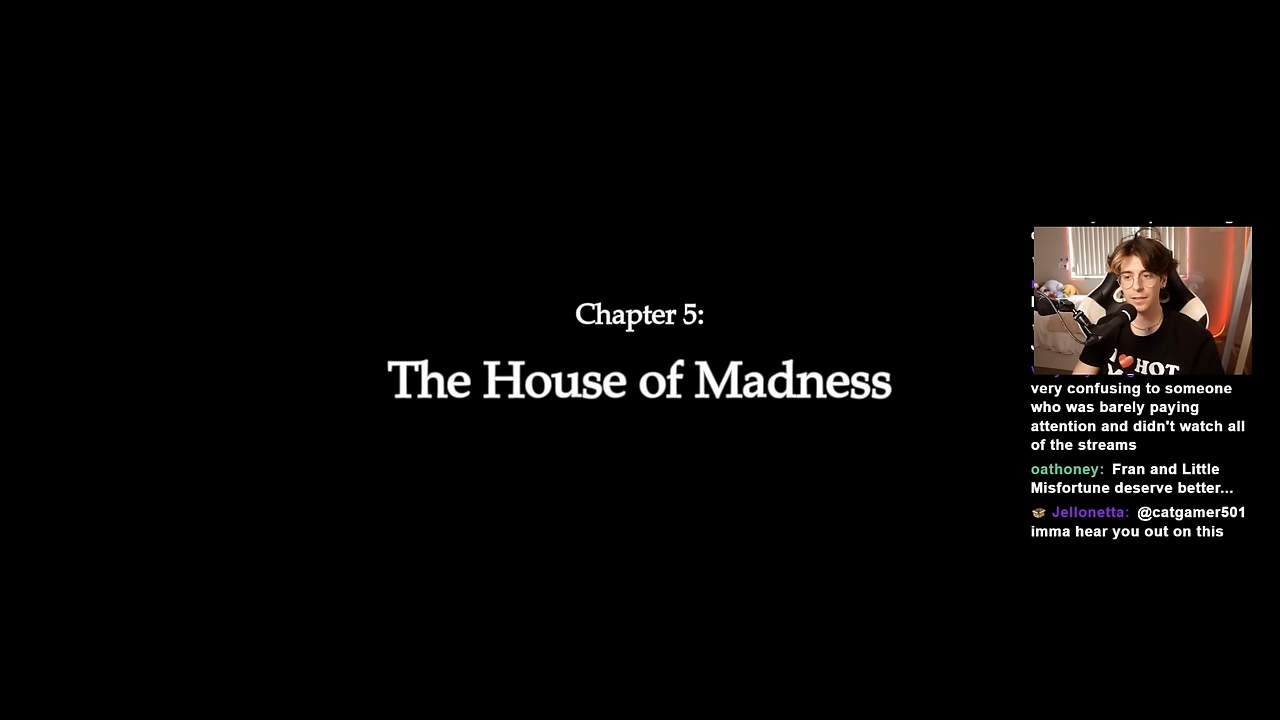 Chapter 5:
The House of Madness
HOT
very confusing to someone
who was barely paying
attention and didn't watch all
of the streams
oathoney: Fran and Little
Misfortune deserve better...
Jellonetta: @catgamer501
imma hear you out on this